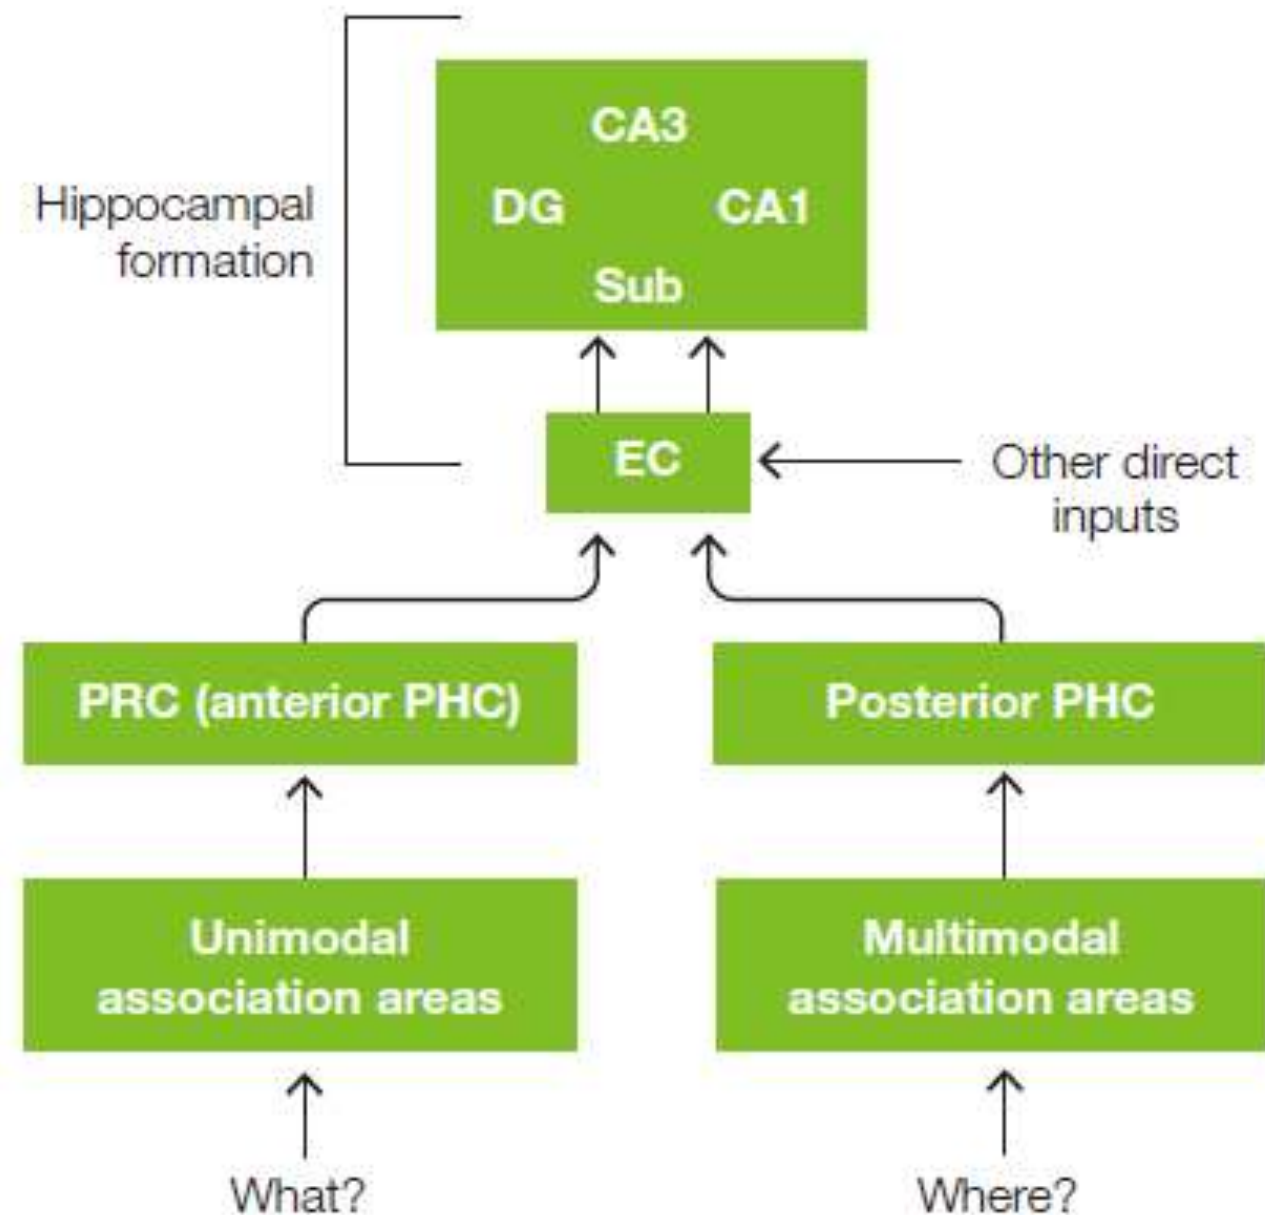 CA3
Hippocampal
formation
DG CA1
Sub
EC
Other direct
inputs
PRC (anterior PHC)
Posterior PHC
Unimodal
association areas
Multimodal
association areas
What?
Where?